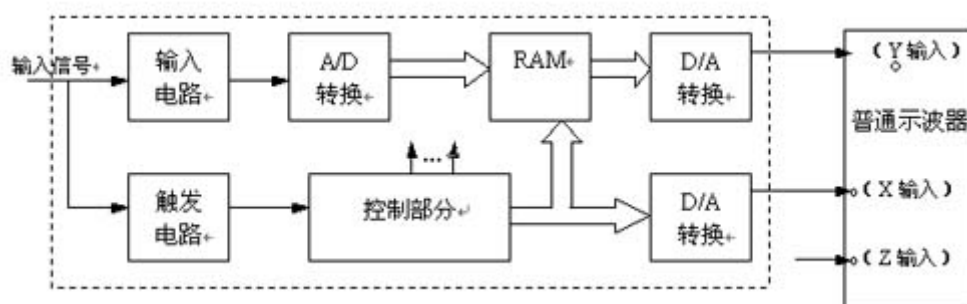 输入信号
输入
电路
A/D
转换
RAM
D/A
转换
(Y输入)
普通示波器
触发
电路
...
控制部分
D/A
转换
(X输入)
(Z输入)